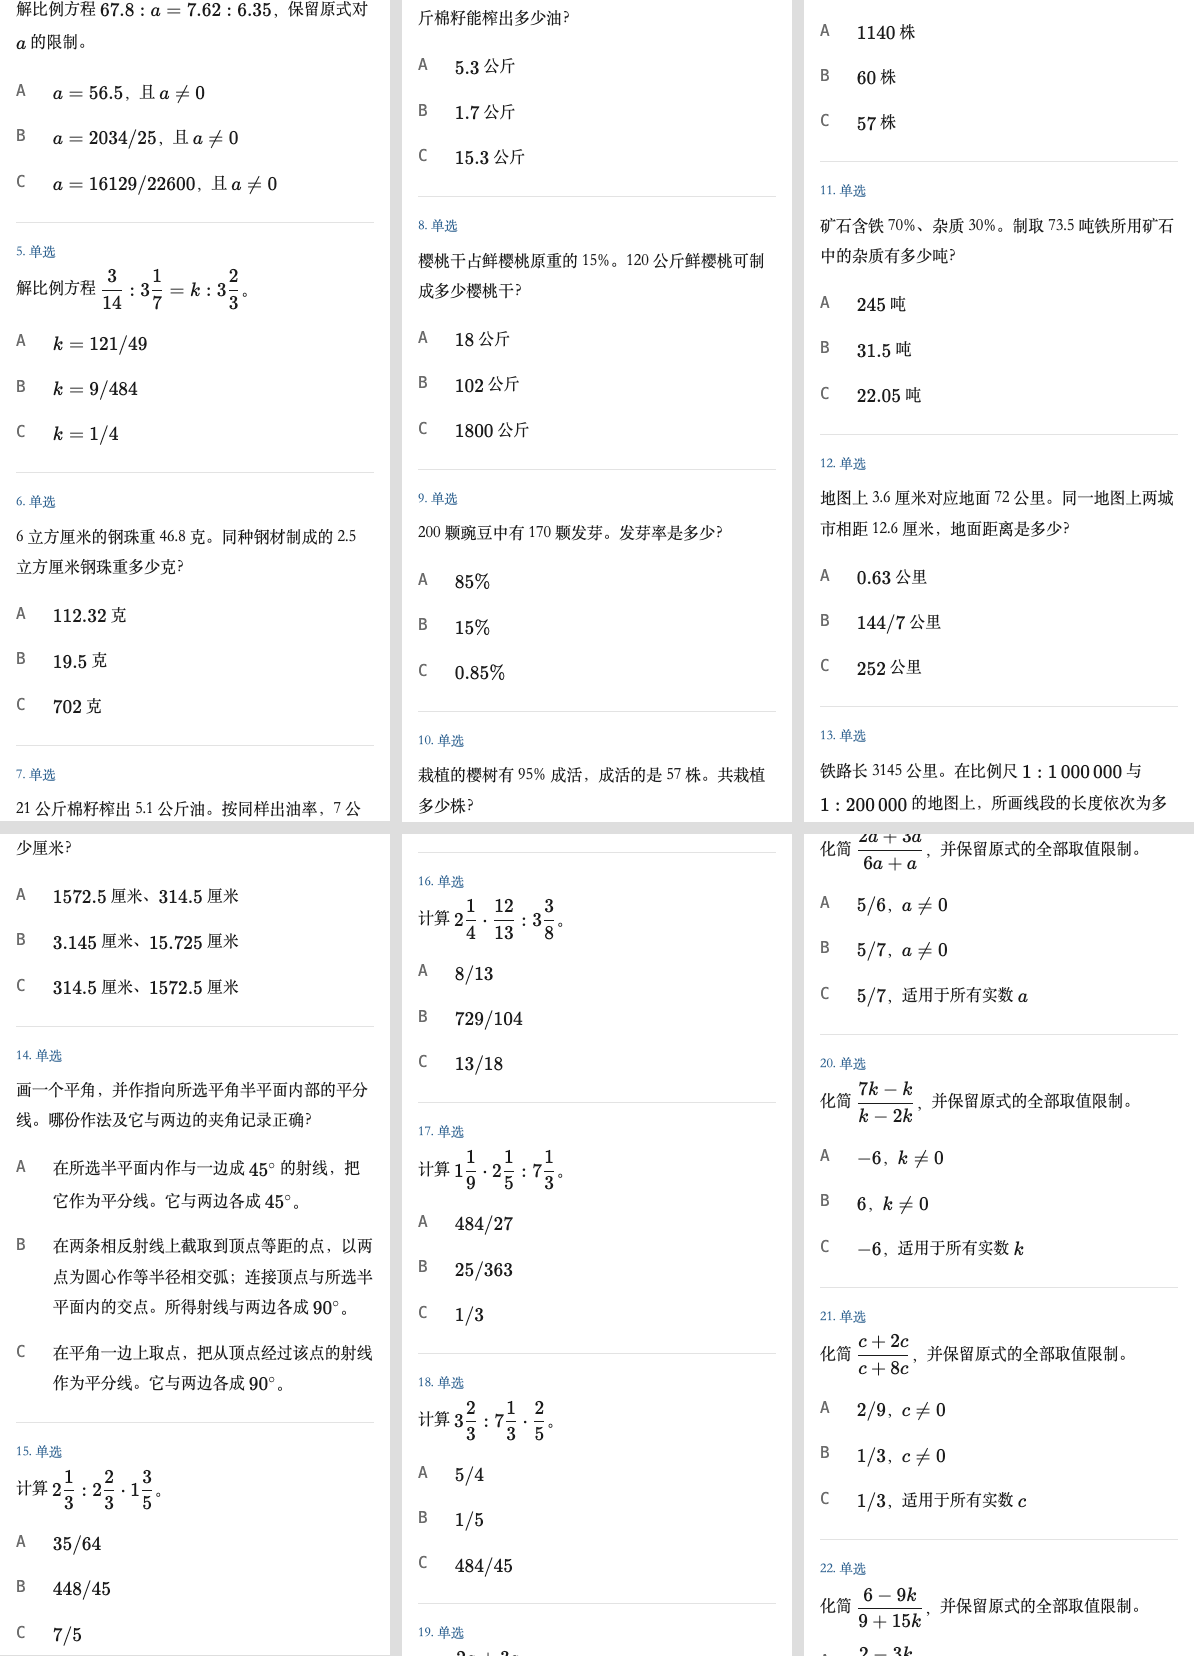 解比例方程 67.8 : a = 7.62 : 6.35，保留原式对
a 的限制。
A a = 56.5，且 a ≠ 0
B a = 2034/25，且 a ≠ 0
C a = 16129/22600，且 a ≠ 0
5. 单选
解比例方程 3/14 : 3 1/7 = k : 3 2/3。
A k = 121/49
B k = 9/484
C k = 1/4
6. 单选
6 立方厘米的钢珠重 46.8 克。同种钢材制成的 2.5
立方厘米钢珠重多少克?
A 112.32 克
B 19.5 克
C 702 克
7. 单选
21 公斤棉籽榨出 5.1 公斤油。按同样出油率，7 公
斤棉籽能榨出多少油?
A 5.3 公斤
B 1.7 公斤
C 15.3 公斤
8. 单选
樱桃干占鲜樱桃原重的 15%。120 公斤鲜樱桃可制
成多少樱桃干?
A 18 公斤
B 102 公斤
C 1800 公斤
9. 单选
200 颗豌豆中有 170 颗发芽。发芽率是多少?
A 85%
B 15%
C 0.85%
10. 单选
栽植的樱树有 95% 成活，成活的是 57 株。共栽植
多少株?
A 1140 株
B 60 株
C 57 株
11. 单选
矿石含铁 70%、杂质 30%。制取 73.5 吨铁所用矿石
中的杂质有多少吨?
A 245 吨
B 31.5 吨
C 22.05 吨
12. 单选
地图上 3.6 厘米对应地面 72 公里。同一地图上两城
市相距 12.6 厘米，地面距离是多少?
A 0.63 公里
B 144/7 公里
C 252 公里
13. 单选
铁路长 3145 公里。在比例尺 1 : 1 000 000 与
1 : 200 000 的地图上，所画线段的长度依次为多
少厘米?
A 1572.5 厘米、314.5 厘米
B 3.145 厘米、15.725 厘米
C 314.5 厘米、1572.5 厘米
14. 单选
画一个平角，并作指向所选平角半平面内部的平分
线。哪份作法及它与两边的夹角记录正确?
A 在所选半平面内作与一边成 45° 的射线，把
它作为平分线。它与两边各成 45°。
B 在两条相反射线上截取到顶点等距的点，以两
点为圆心作等半径相交弧；连接顶点与所选半
平面内的交点。所得射线与两边各成 90°。
C 在平角一边上取点，把从顶点经过该点的射线
作为平分线。它与两边各成 90°。
15. 单选
计算 2 1/3 : 2 2/3 · 1 3/5。
A 35/64
B 448/45
C 7/5
16. 单选
计算 2 1/4 · 12/13 : 3 3/8。
A 8/13
B 729/104
C 13/18
17. 单选
计算 1 1/9 · 2 1/5 : 7 1/3。
A 484/27
B 25/363
C 1/3
18. 单选
计算 3 2/3 : 7 1/3 · 2/5。
A 5/4
B 1/5
C 484/45
19. 单选
化简 (2a + 3a)/(6a + a)，并保留原式的全部取值限制。
A 5/6，a ≠ 0
B 5/7，a ≠ 0
C 5/7，适用于所有实数 a
20. 单选
化简 (7k − k)/(k − 2k)，并保留原式的全部取值限制。
A −6，k ≠ 0
B 6，k ≠ 0
C −6，适用于所有实数 k
21. 单选
化简 (c + 2c)/(c + 8c)，并保留原式的全部取值限制。
A 2/9，c ≠ 0
B 1/3，c ≠ 0
C 1/3，适用于所有实数 c
22. 单选
化简 (6 − 9k)/(9 + 15k)，并保留原式的全部取值限制。
2 − 3k